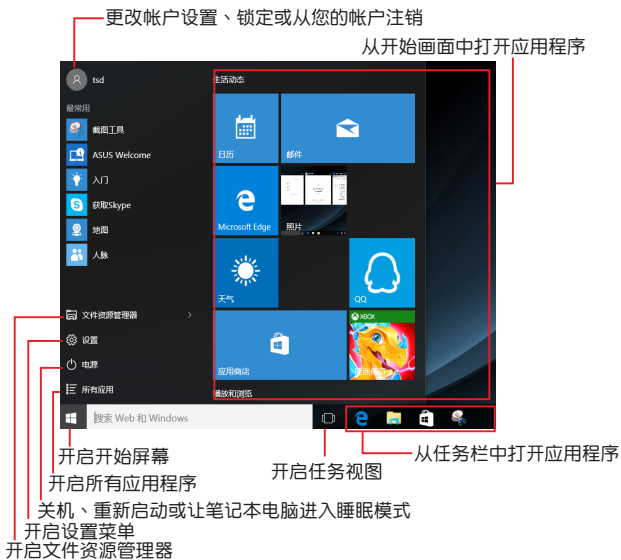 更改帐户设置、锁定或从您的帐户注销
从开始画面中打开应用程序
tsd
生活动态
最常用
截图工具
ASUS Welcome
入门
获取Skype
地图
人脉
日历
邮件
Microsoft Edge
照片
天气
QQ
应用商店
XBOX
播放和浏览
文件资源管理器
设置
电源
所有应用
搜索 Web 和 Windows
开启开始屏幕
开启任务视图
从任务栏中打开应用程序
开启所有应用程序
关机、重新启动或让笔记本电脑进入睡眠模式
开启设置菜单
开启文件资源管理器